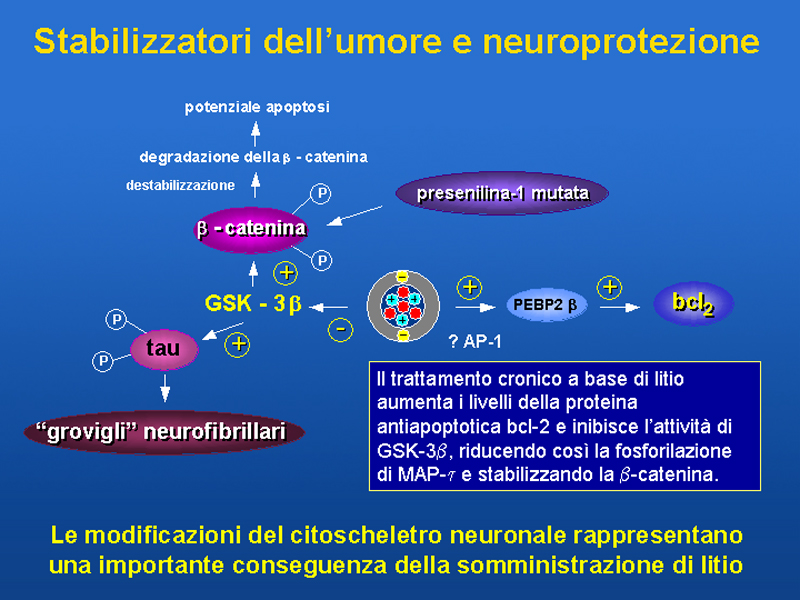 Stabilizzatori dell’umore e neuroprotezione
potenziale apoptosi
degradazione della β - catenina
destabilizzazione
P
presenilina-1 mutata
β - catenina
P
+
GSK - 3β
-
+
PEBP2 β
+
bcl2
? AP-1
P
tau
P
+
“grovigli” neurofibrillari
Il trattamento cronico a base di litio
aumenta i livelli della proteina
antiapoptotica bcl-2 e inibisce l’attività di
GSK-3β, riducendo così la fosforilazione
di MAP-τ e stabilizzando la β-catenina.
Le modificazioni del citoscheletro neuronale rappresentano
una importante conseguenza della somministrazione di litio